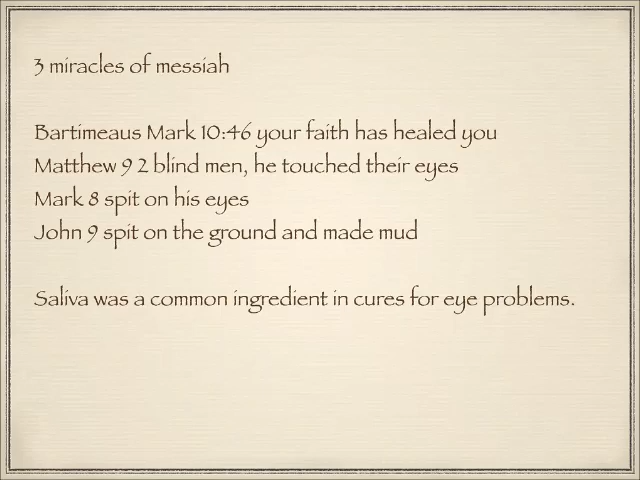 3 miracles of messiah
Bartimeaus Mark 10:46 your faith has healed you
Matthew 9 2 blind men, he touched their eyes
Mark 8 spit on his eyes
John 9 spit on the ground and made mud
Saliva was a common ingredient in cures for eye problems.